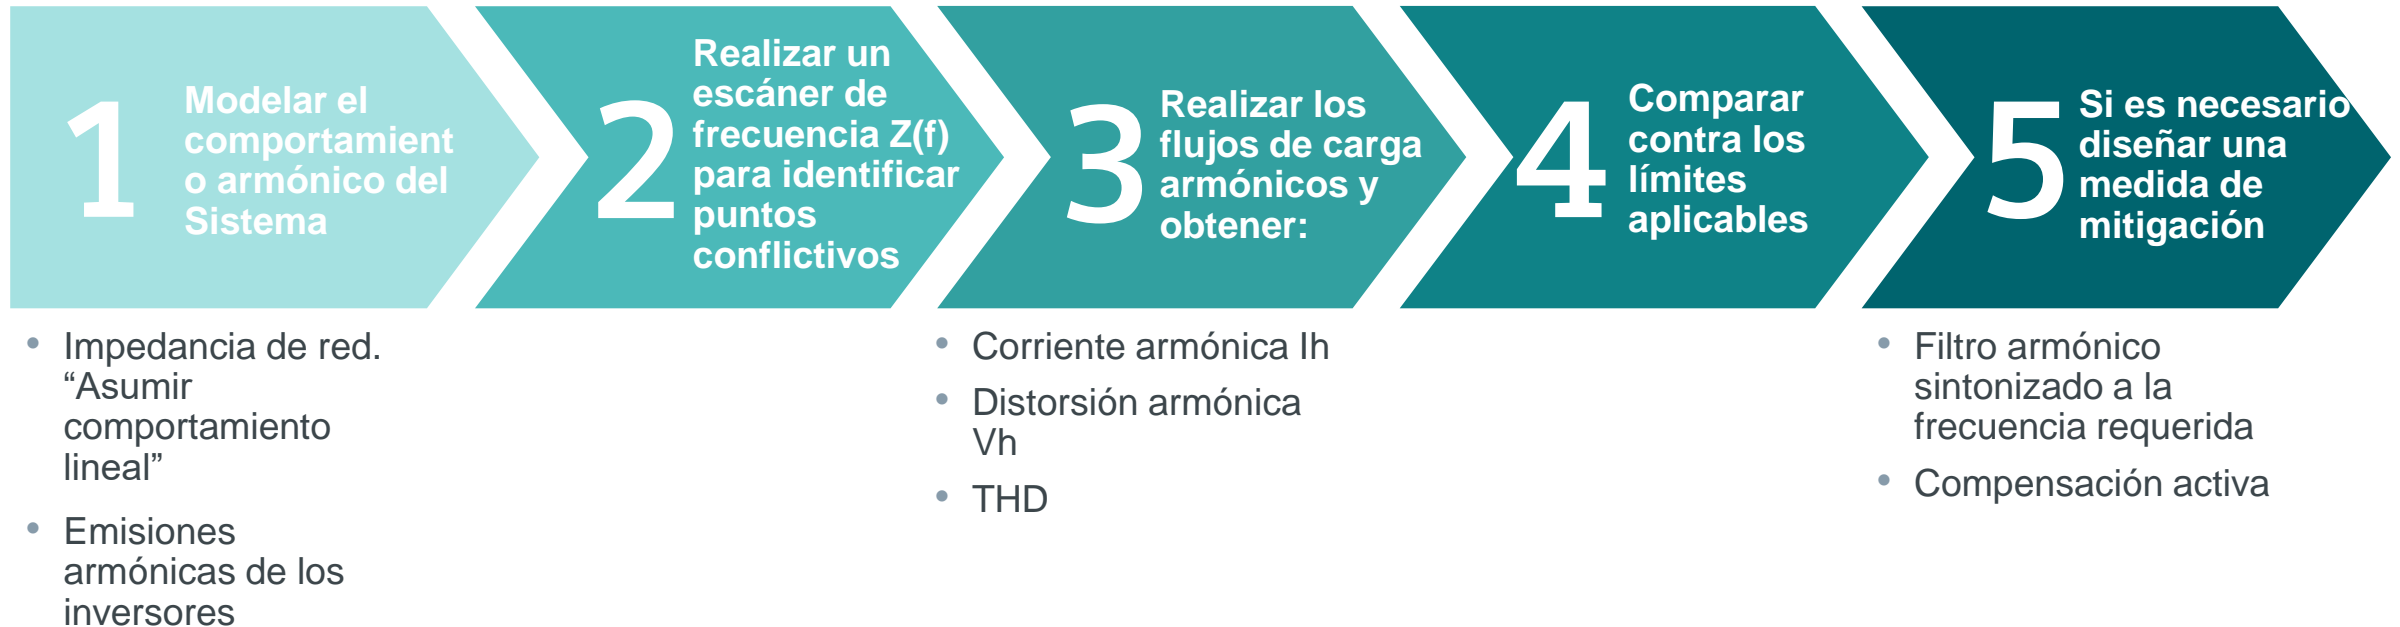 1
Modelar el
comportamient
o armónico del
Sistema
2
Realizar un
escáner de
frecuencia Z(f)
para identificar
puntos
conflictivos
3
Realizar los
flujos de carga
armónicos y
obtener:
4
Comparar
contra los
límites
aplicables
5
Si es necesario
diseñar una
medida de
mitigación
• Impedancia de red.
“Asumir
comportamiento
lineal”
• Emisiones
armónicas de los
inversores
• Corriente armónica Ih
• Distorsión armónica
Vh
• THD
• Filtro armónico
sintonizado a la
frecuencia requerida
• Compensación activa